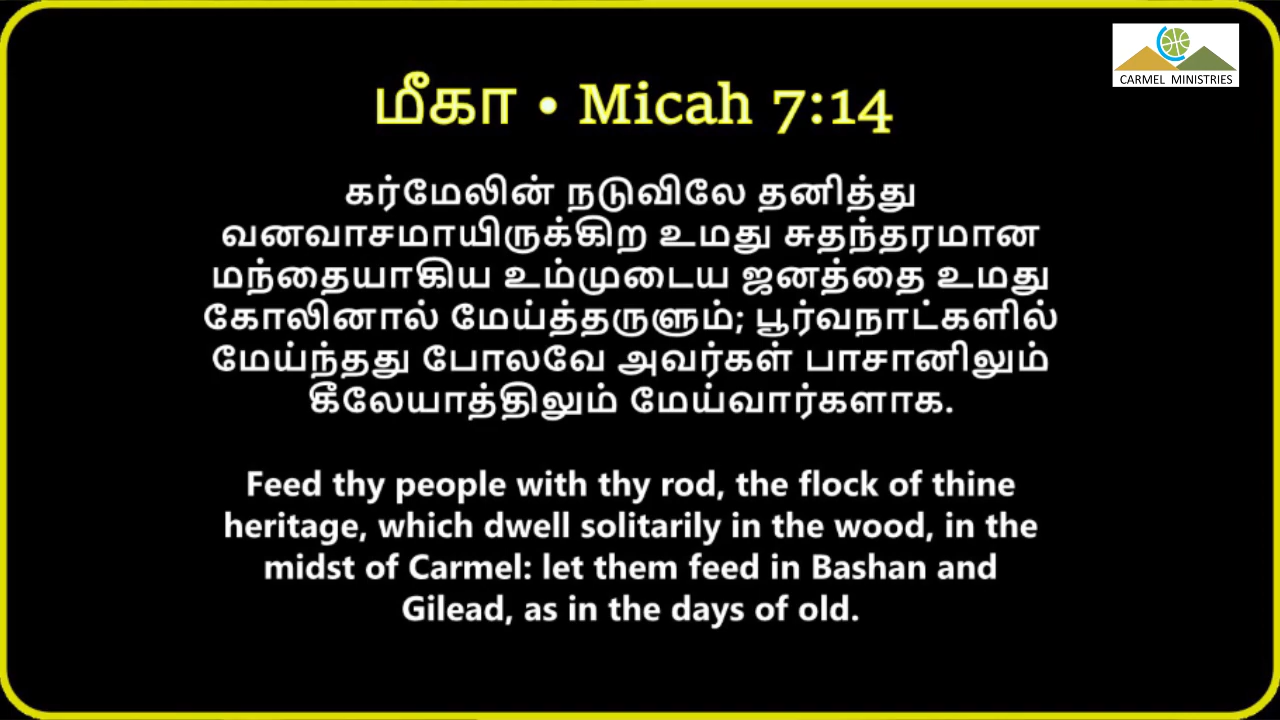 CARMEL MINISTRIES
மீகா • Micah 7:14
கர்மேலின் நடுவிலே தனித்து
வனவாசமாயிருக்கிற உமது சுதந்தரமான
மந்தையாகிய உம்முடைய ஜனத்தை உமது
கோலினால் மேய்த்தருளும்; பூர்வநாட்களில்
மேய்ந்தது போலவே அவர்கள் பாசானிலும்
கீலேயாத்திலும் மேய்வார்களாக.
Feed thy people with thy rod, the flock of thine
heritage, which dwell solitarily in the wood, in the
midst of Carmel: let them feed in Bashan and
Gilead, as in the days of old.